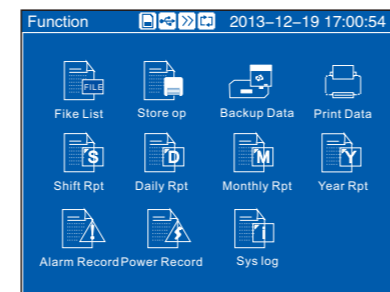 Function 2013-12-19 17:00:54
FILE
Fike List Store op Backup Data Print Data
S D M Y
Shift Rpt Daily Rpt Monthly Rpt Year Rpt
Alarm Record Power Record Sys log